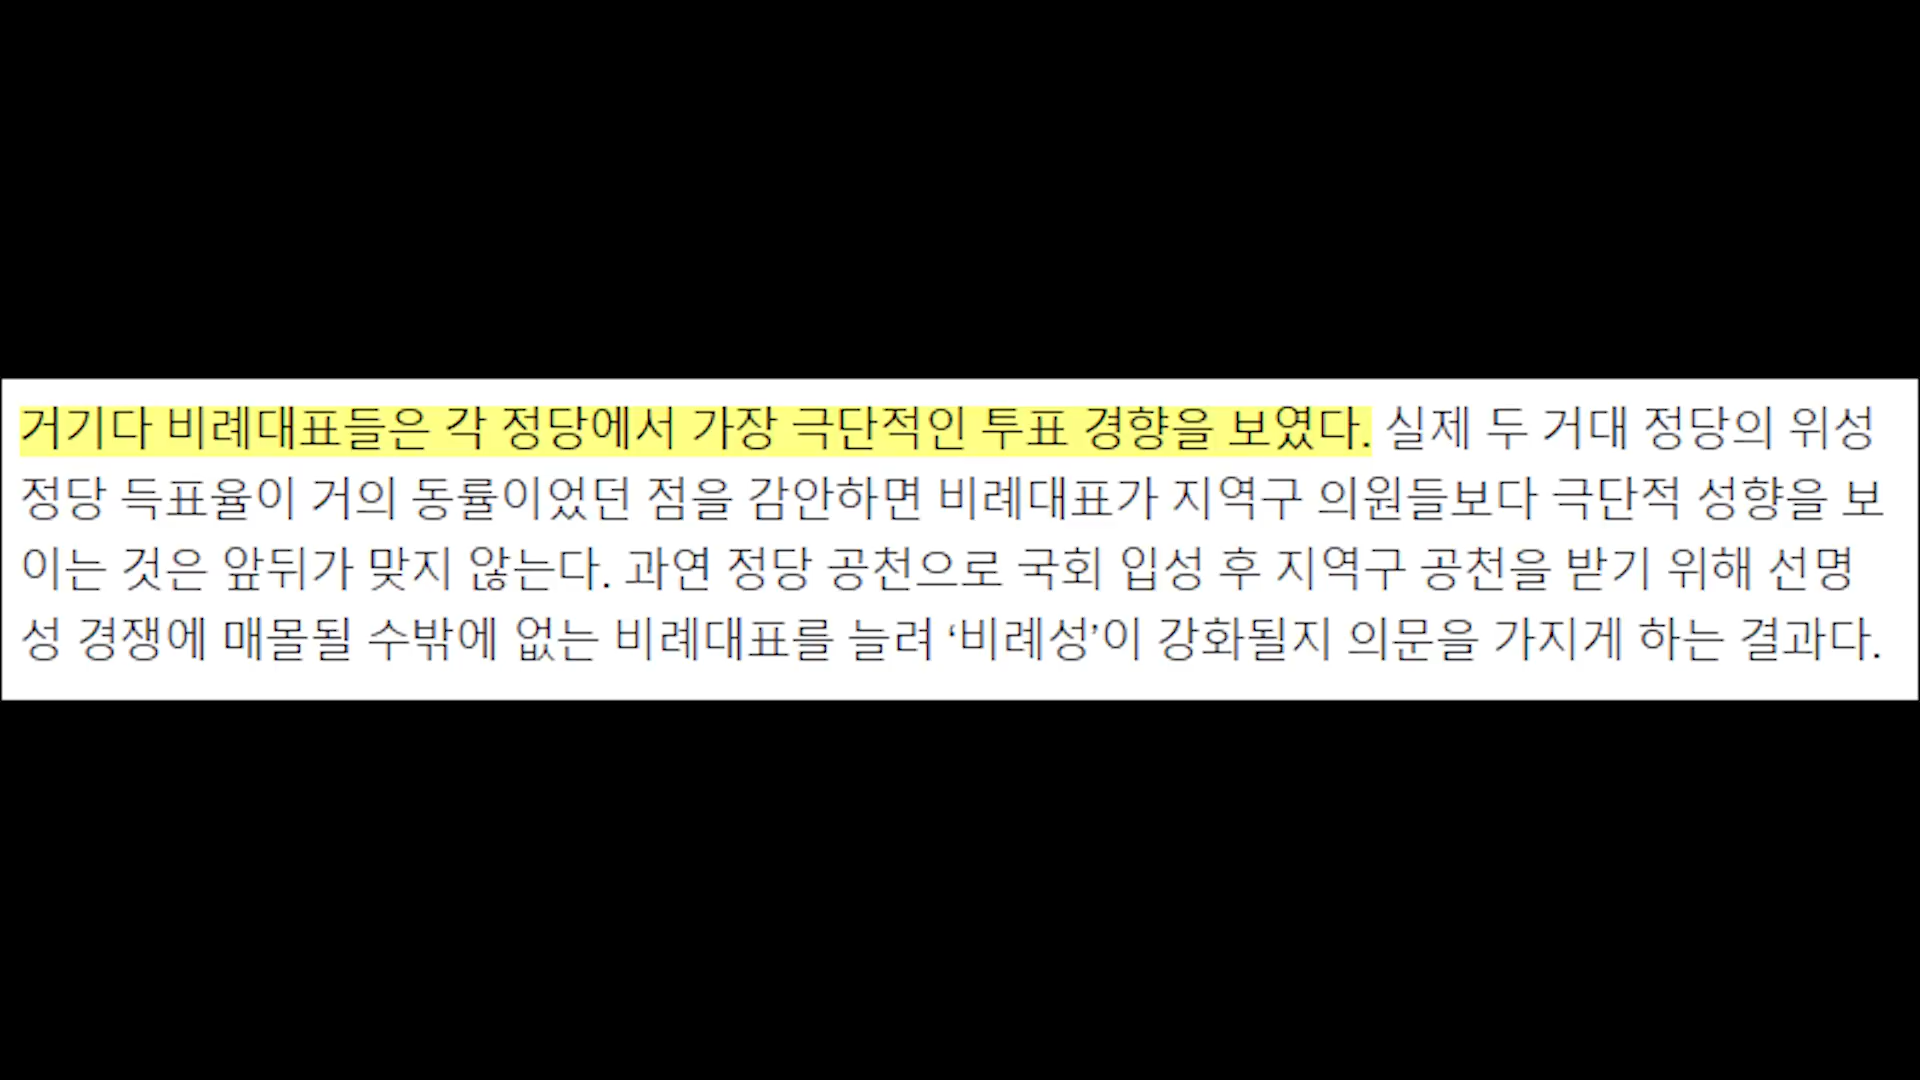 거기다 비례대표들은 각 정당에서 가장 극단적인 투표 경향을 보였다. 실제 두 거대 정당의 위성
정당 득표율이 거의 동률이었던 점을 감안하면 비례대표가 지역구 의원들보다 극단적 성향을 보
이는 것은 앞뒤가 맞지 않는다. 과연 정당 공천으로 국회 입성 후 지역구 공천을 받기 위해 선명
성 경쟁에 매몰될 수밖에 없는 비례대표를 늘려 ‘비례성’이 강화될지 의문을 가지게 하는 결과다.